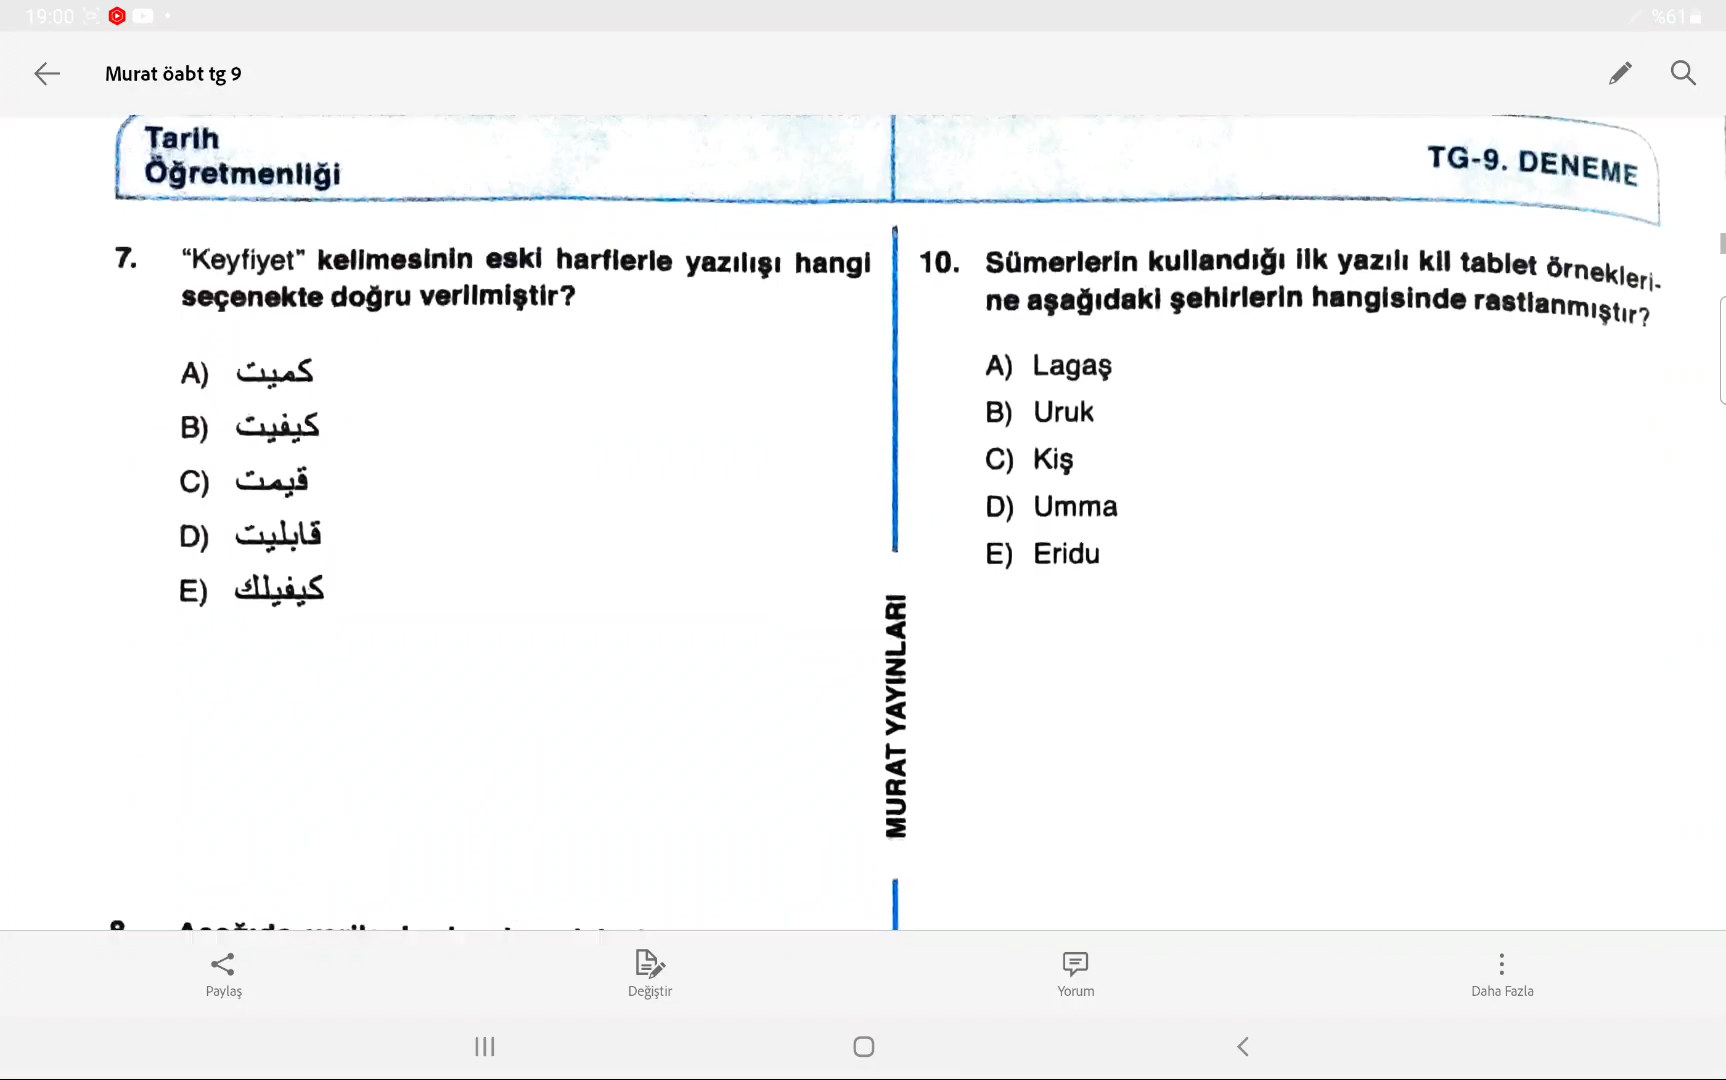 19:00
%61
Murat öabt tg 9
Tarih
Öğretmenliği
TG-9. DENEME
7. “Keyfiyet” kelimesinin eski harflerle yazılışı hangi
seçenekte doğru verilmiştir?
A) كميت
B) كيفيت
C) قيمت
D) قابليت
E) كيفيلك
MURAT YAYINLARI
10. Sümerlerin kullandığı ilk yazılı kil tablet örnekleri-
ne aşağıdaki şehirlerin hangisinde rastlanmıştır?
A) Lagaş
B) Uruk
C) Kiş
D) Umma
E) Eridu
Paylaş
Değiştir
Yorum
Daha Fazla